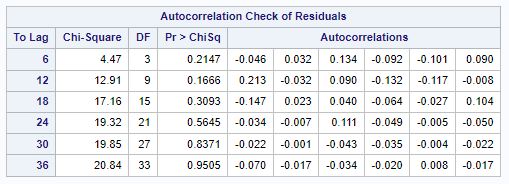 Autocorrelation Check of Residuals
To Lag Chi-Square DF Pr > ChiSq Autocorrelations
6 4.47 3 0.2147 -0.046 0.032 0.134 -0.092 -0.101 0.090
12 12.91 9 0.1666 0.213 -0.032 0.090 -0.132 -0.117 -0.008
18 17.16 15 0.3093 -0.147 0.023 0.040 -0.064 -0.027 0.104
24 19.32 21 0.5645 -0.034 -0.007 0.111 -0.049 -0.005 -0.050
30 19.85 27 0.8371 -0.022 -0.001 -0.043 -0.035 -0.004 -0.022
36 20.84 33 0.9505 -0.070 -0.017 -0.034 -0.020 0.008 -0.017